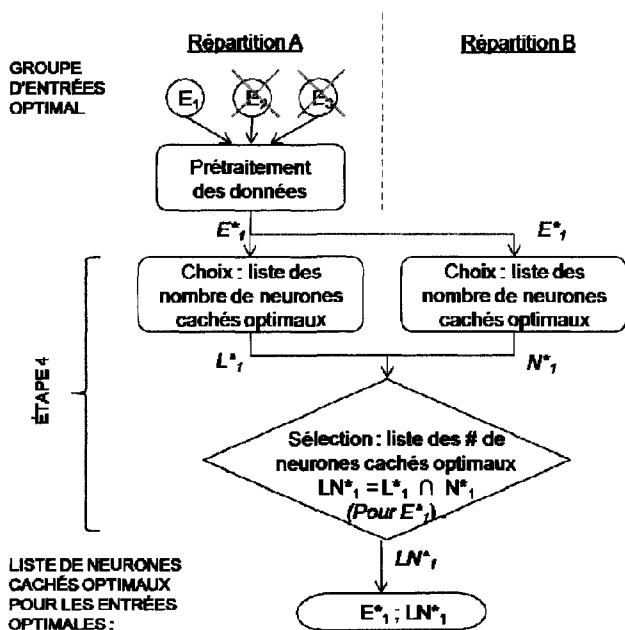 Répartition A
Répartition B
GROUPE
D'ENTRÉES
OPTIMAL
E₁
E₂
E₃
Prétraitement
des données
E*₁
E*₁
Choix : liste des
nombre de neurones
cachés optimaux
Choix : liste des
nombre de neurones
cachés optimaux
L*₁
N*₁
ÉTAPE 4
Sélection : liste des # de
neurones cachés optimaux
LN*₁ = L*₁ ∩ N*₁
(Pour E*₁)
LN*₁
LISTE DE NEURONES
CACHÉS OPTIMAUX
POUR LES ENTRÉES
OPTIMALES :
E*₁ ; LN*₁